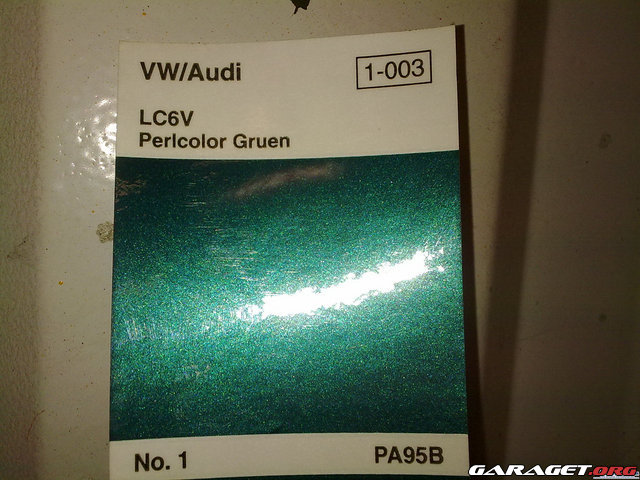 VW/Audi
1-003
LC6V
Perlcolor Gruen
No. 1
PA95B
GARAGET.ORG